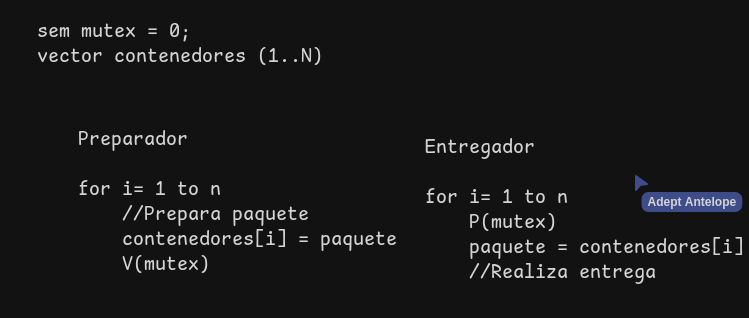 sem mutex = 0;
vector contenedores (1..N)
Preparador
for i= 1 to n
//Prepara paquete
contenedores[i] = paquete
V(mutex)
Entregador
for i= 1 to n
P(mutex)
paquete = contenedores[i]
//Realiza entrega
Adept Antelope